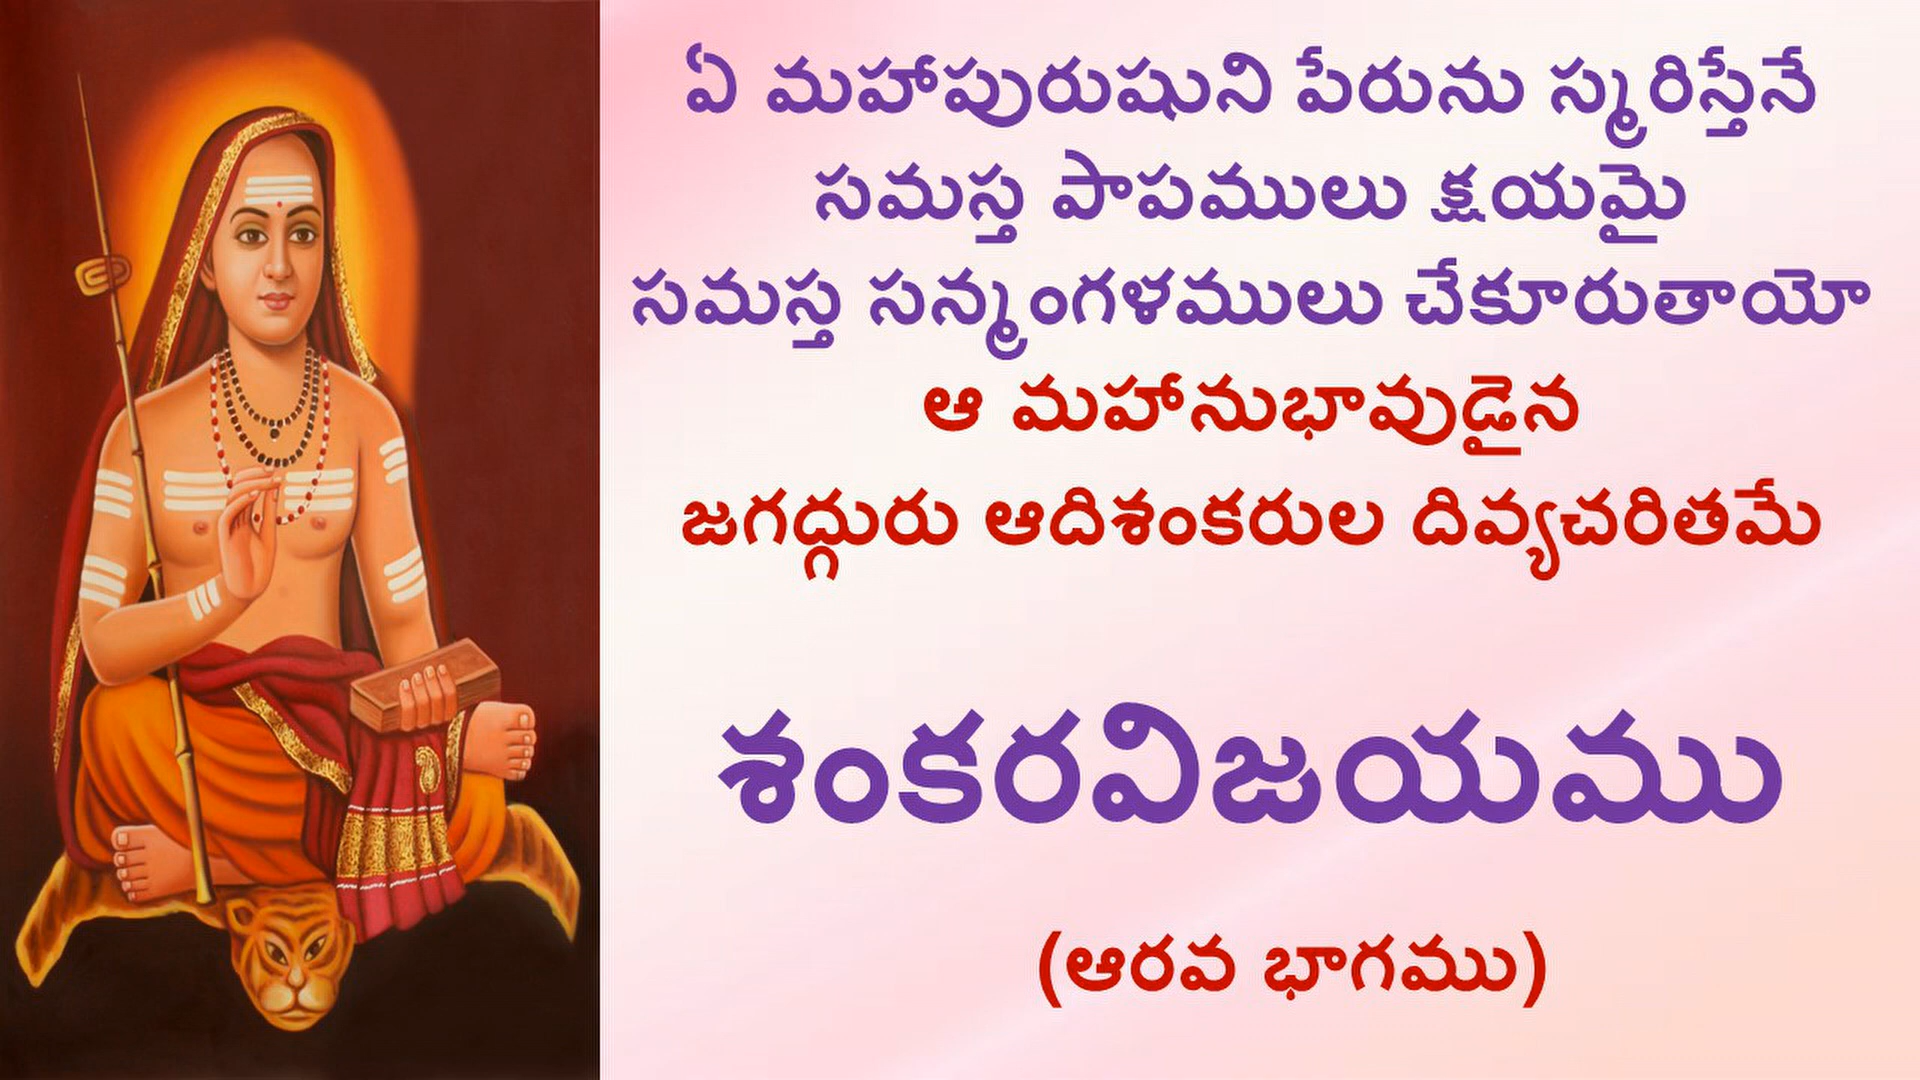 ఏ మహాపురుషుని పేరును స్మరిస్తేనే
సమస్త పాపములు క్షయమై
సమస్త సన్మంగళములు చేకూరుతాయో
ఆ మహానుభావుడైన
జగద్గురు ఆదిశంకరుల దివ్యచరితమే
శంకరవిజయము
(ఆరవ భాగము)